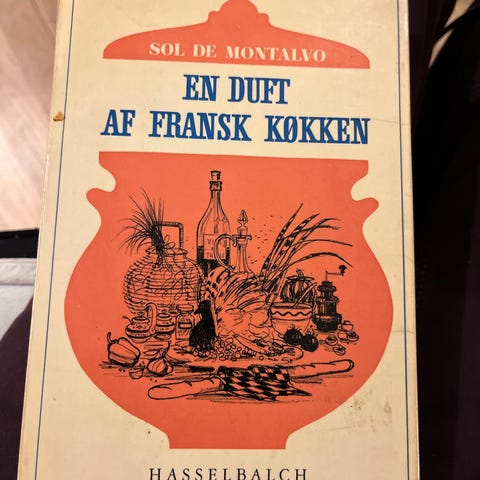 SOL DE MONTALVO
EN DUFT
AF FRANSK KØKKEN
HASSELBALCH